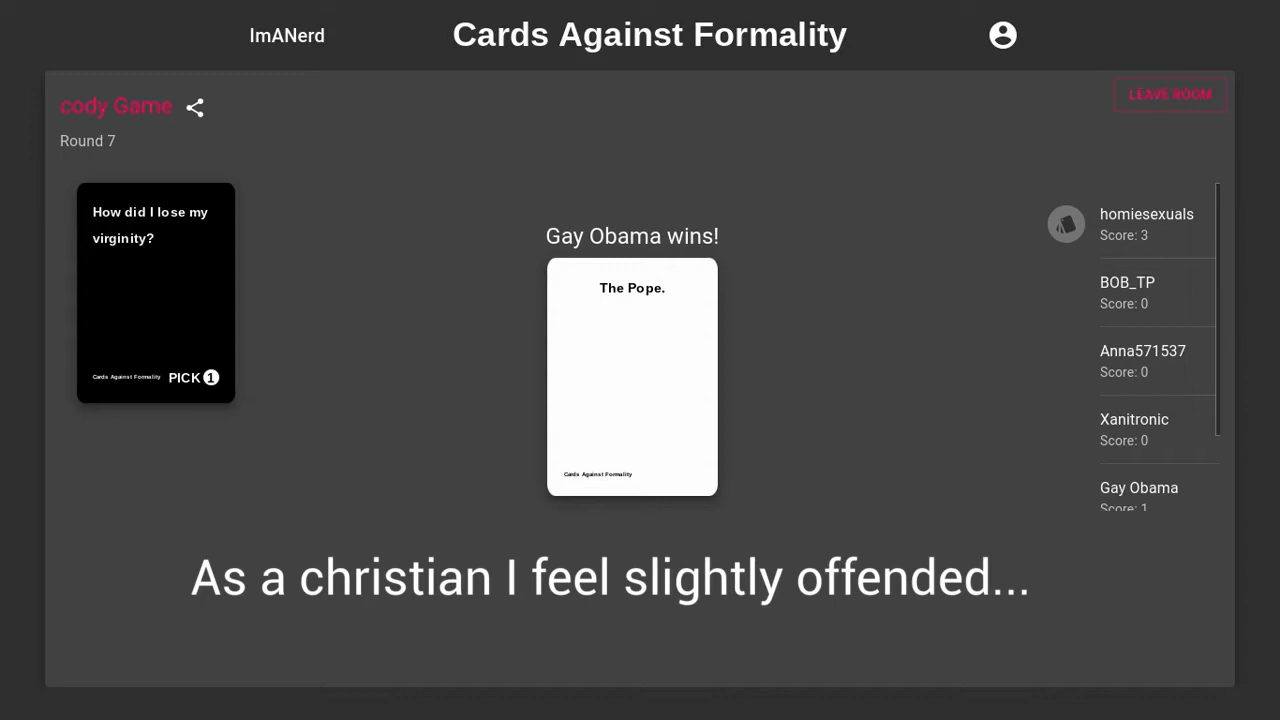 ImANerd
Cards Against Formality
cody Game
LEAVE ROOM
Round 7
How did I lose my
virginity?
Cards Against Formality
PICK 1
Gay Obama wins!
The Pope.
Cards Against Formality
homiesexuals
Score: 3
BOB_TP
Score: 0
Anna571537
Score: 0
Xanitronic
Score: 0
Gay Obama
Score: 1
As a christian I feel slightly offended...